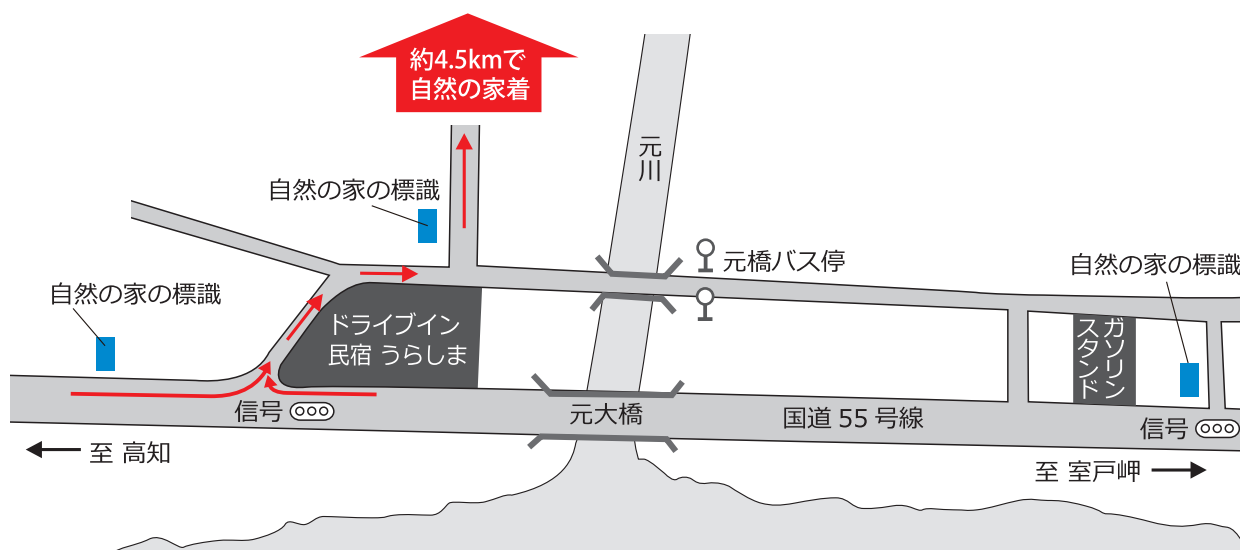 約4.5kmで
自然の家着
元川
自然の家の標識
元橋バス停
自然の家の標識
自然の家の標識
ドライブイン
民宿 うらしま
ガソリン
スタンド
信号
元大橋
国道 55 号線
信号
至 高知
至 室戸岬